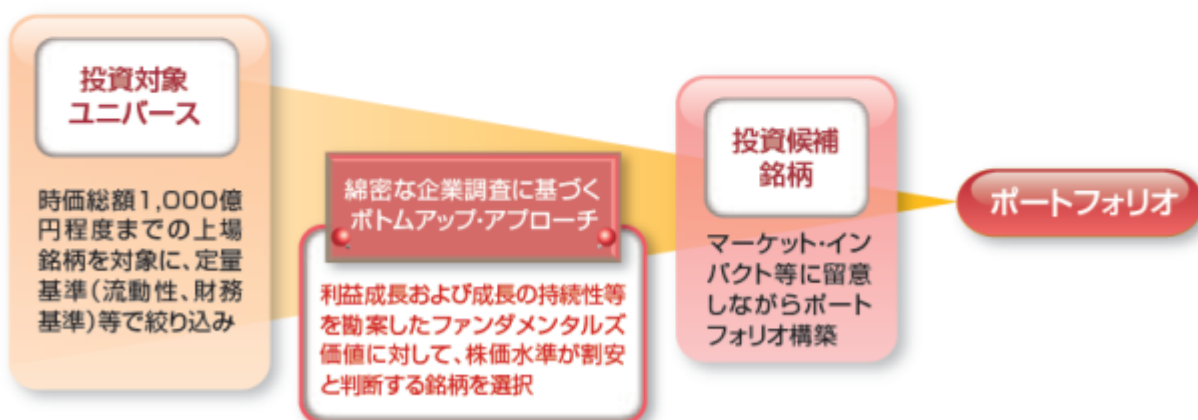 投資対象
ユニバース
時価総額1,000億
円程度までの上場
銘柄を対象に、定量
基準(流動性、財務
基準)等で絞り込み
綿密な企業調査に基づく
ボトムアップ・アプローチ
利益成長および成長の持続性等
を勘案したファンダメンタルズ
価値に対して、株価水準が割安
と判断する銘柄を選択
投資候補
銘柄
マーケット・イン
パクト等に留意
しながらポート
フォリオ構築
ポートフォリオ